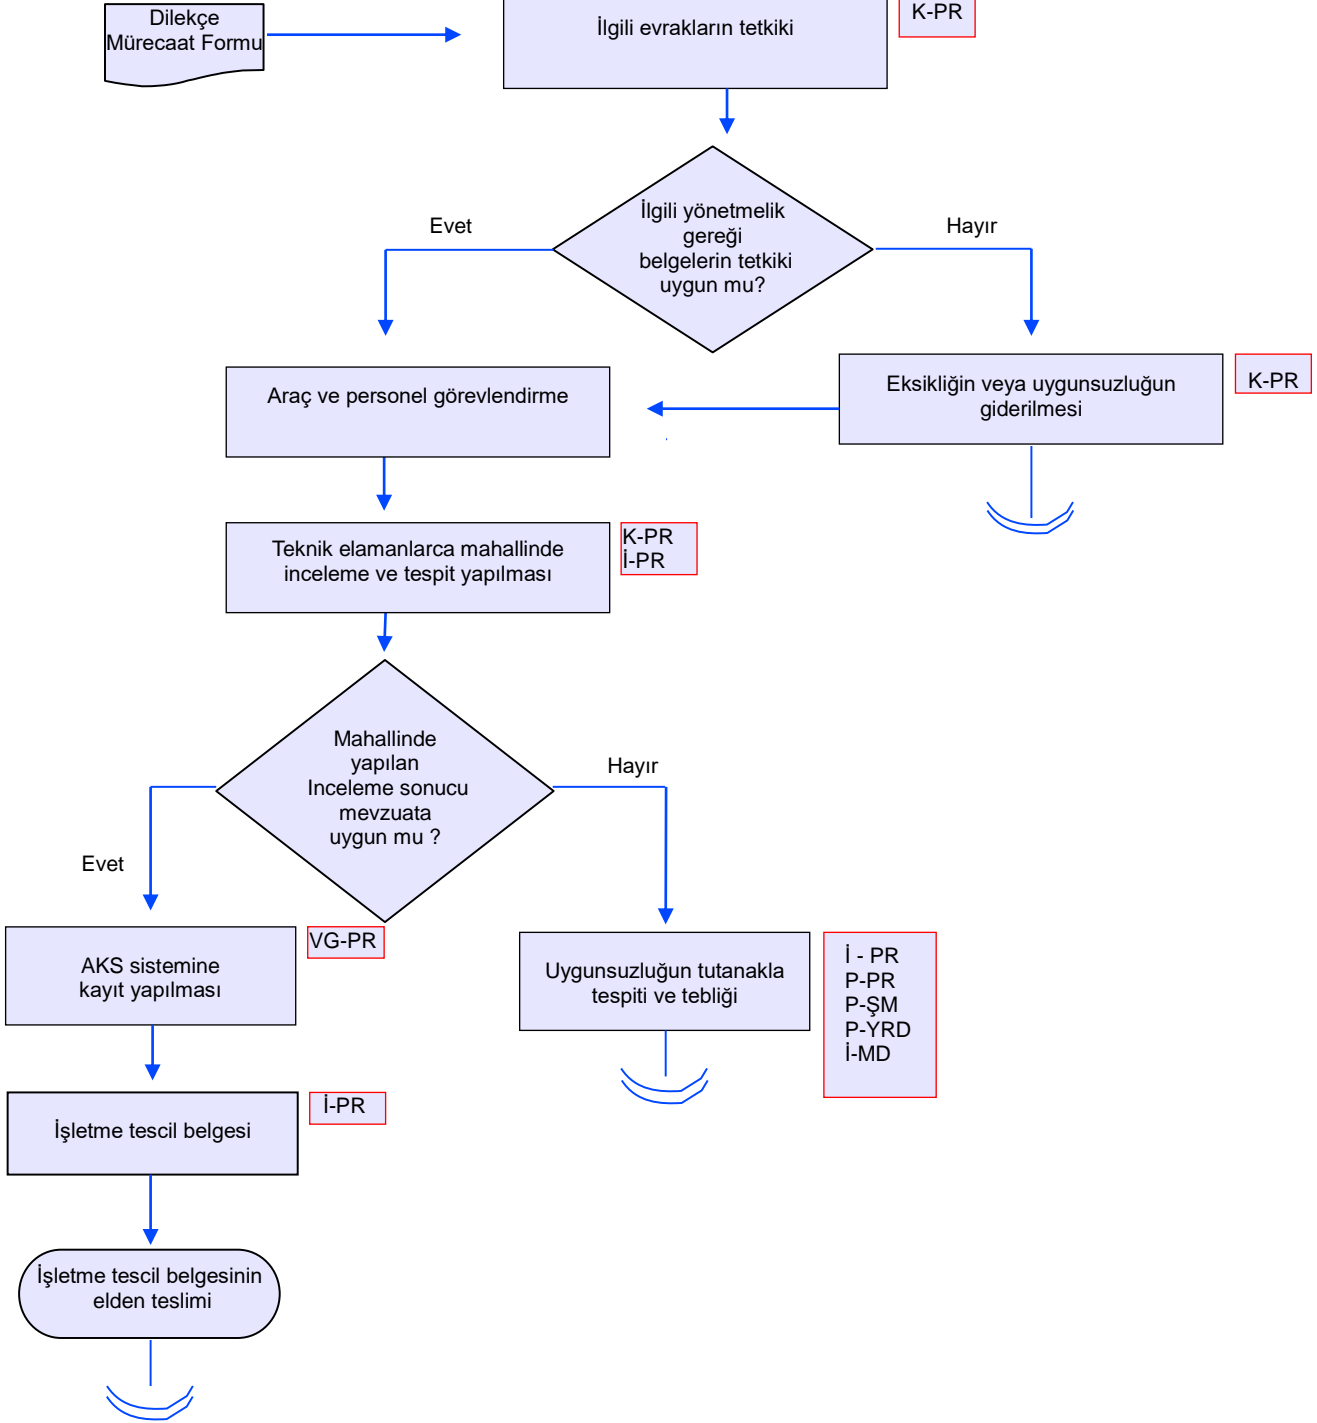 Dilekçe
Mürecaat Formu
İlgili evrakların tetkiki
K-PR
İlgili yönetmelik
gereği
belgelerin tetkiki
uygun mu?
Evet
Hayır
Araç ve personel görevlendirme
Eksikliğin veya uygunsuzluğun
giderilmesi
K-PR
Teknik elamanlarca mahallinde
inceleme ve tespit yapılması
K-PR
İ-PR
Mahallinde
yapılan
Inceleme sonucu
mevzuata
uygun mu ?
Hayır
Evet
AKS sistemine
kayıt yapılması
VG-PR
Uygunsuzluğun tutanakla
tespiti ve tebliği
İ - PR
P-PR
P-ŞM
P-YRD
İ-MD
İşletme tescil belgesi
İ-PR
İşletme tescil belgesinin
elden teslimi